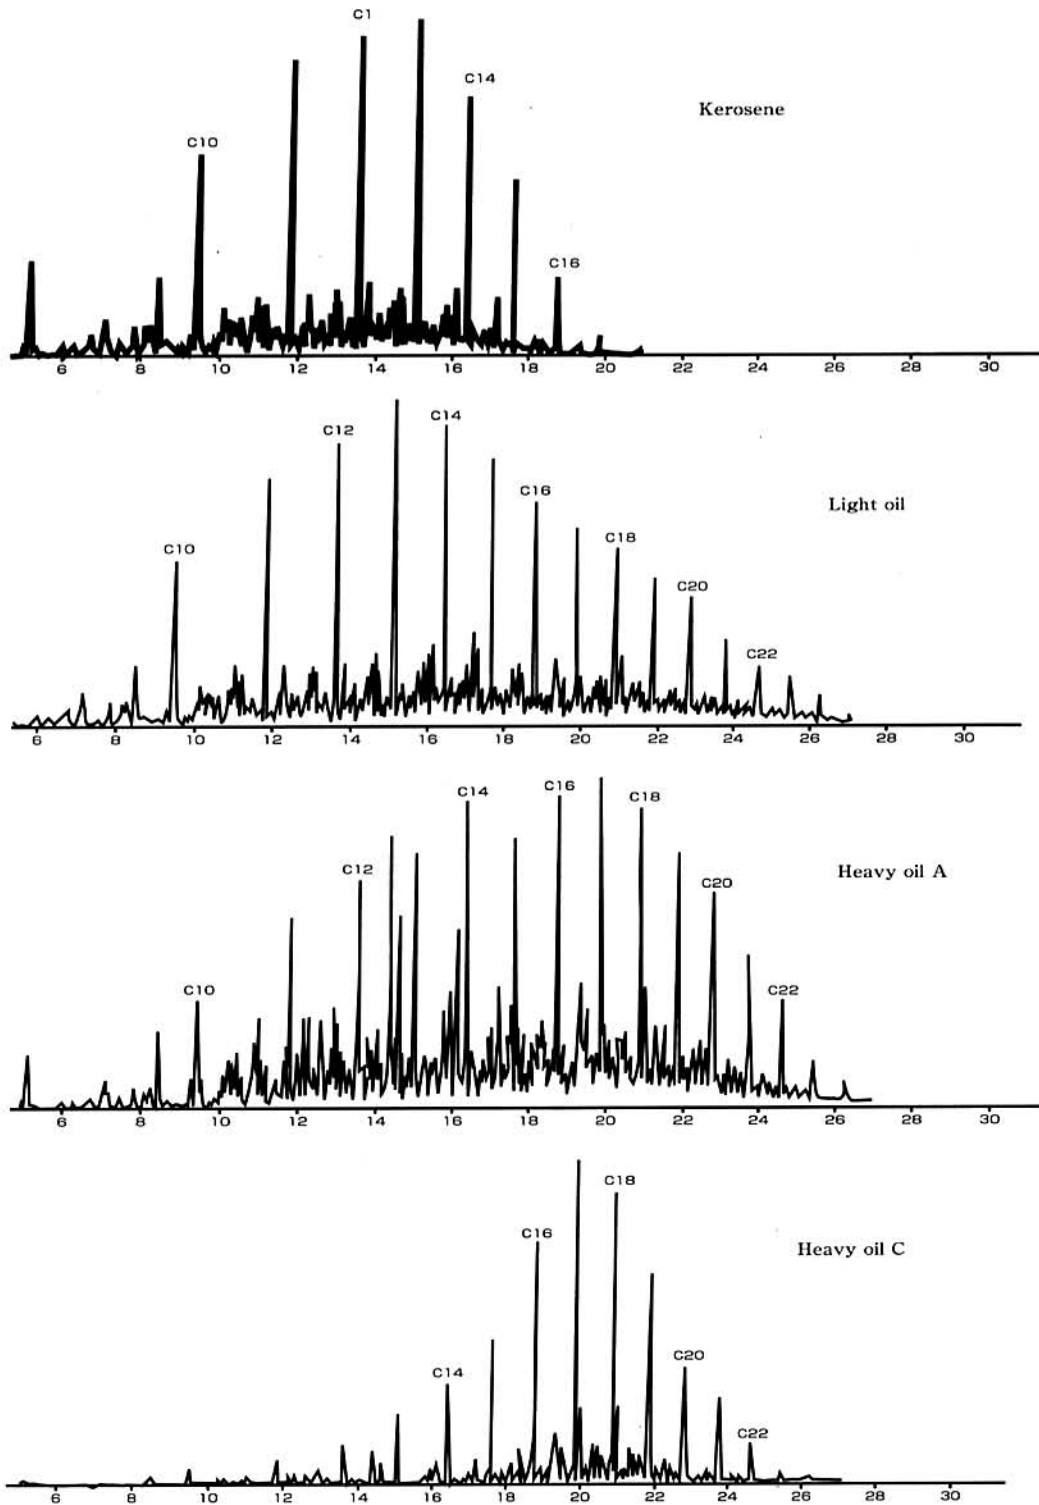 C1
C14
Kerosene
C10
C16
6 8 10 12 14 16 18 20 22 24 26 28 30
C12 C14
C16
Light oil
C10 C18
C20
C22
6 8 10 12 14 16 18 20 22 24 26 28 30
C14 C16
C18
C12 C20
Heavy oil A
C10 C22
6 8 10 12 14 16 18 20 22 24 26 28 30
C18
C16
Heavy oil C
C14 C20
C22
6 8 10 12 14 16 18 20 22 24 26 28 30